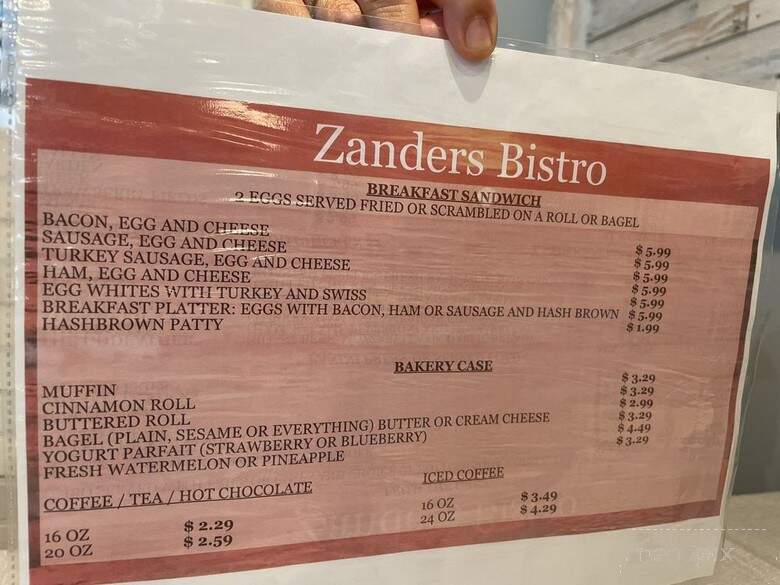 Zanders Bistro
BREAKFAST SANDWICH
2 EGGS SERVED FRIED OR SCRAMBLED ON A ROLL OR BAGEL
BACON, EGG AND CHEESE $ 5.99
SAUSAGE, EGG AND CHEESE $ 5.99
TURKEY SAUSAGE, EGG AND CHEESE $ 5.99
HAM, EGG AND CHEESE $ 5.99
EGG WHITES WITH TURKEY AND SWISS $ 5.99
BREAKFAST PLATTER: EGGS WITH BACON, HAM OR SAUSAGE AND HASH BROWN $ 5.99
HASHBROWN PATTY $ 1.99
BAKERY CASE
MUFFIN $ 3.29
CINNAMON ROLL $ 3.29
BUTTERED ROLL $ 2.99
BAGEL (PLAIN, SESAME OR EVERYTHING) BUTTER OR CREAM CHEESE $ 3.29
YOGURT PARFAIT (STRAWBERRY OR BLUEBERRY) $ 4.49
FRESH WATERMELON OR PINEAPPLE $ 3.29
COFFEE / TEA / HOT CHOCOLATE
16 OZ $ 2.29
20 OZ $ 2.59
ICED COFFEE
16 OZ $ 3.49
24 OZ $ 4.29